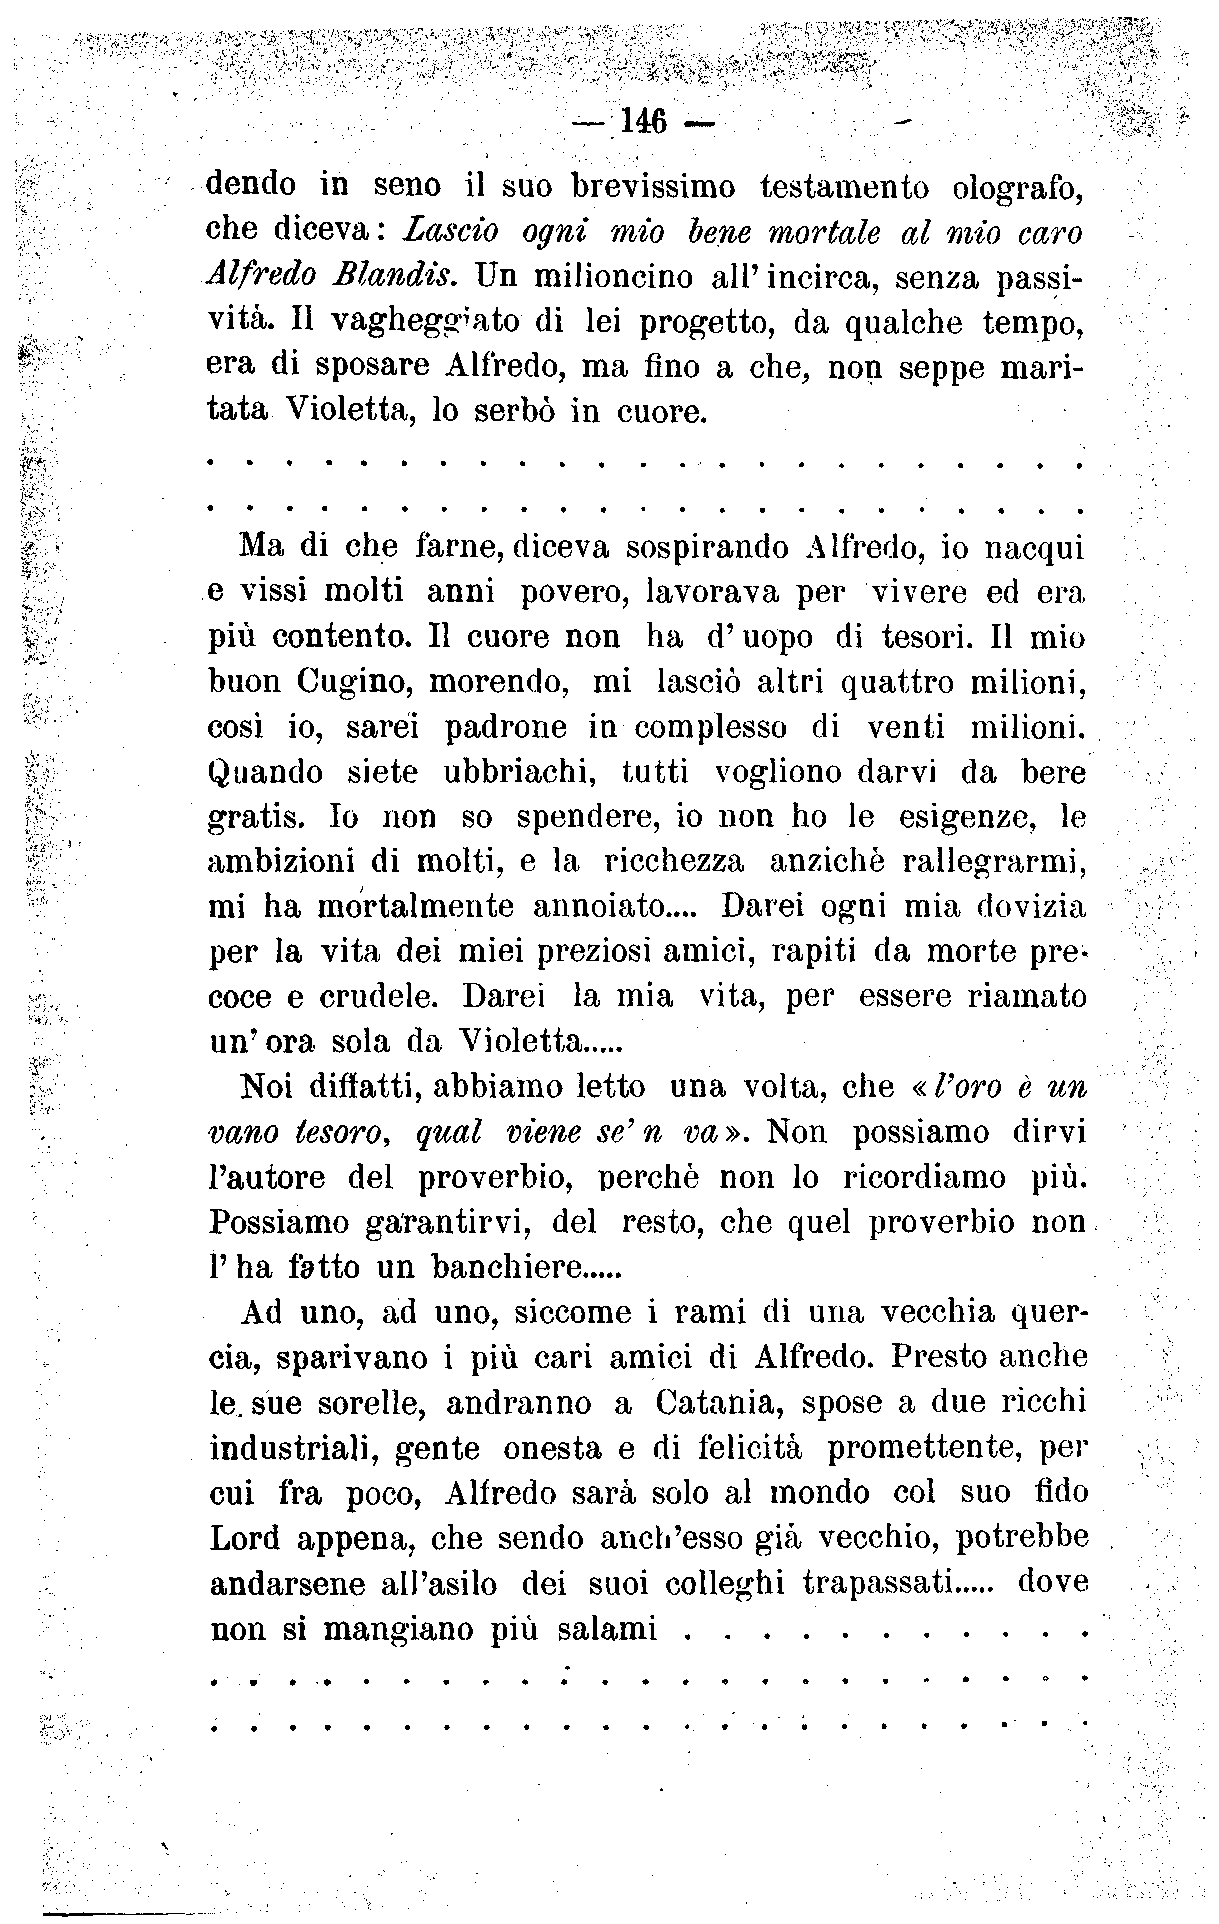 — 146 —
dendo in seno il suo brevissimo testamento olografo,
che diceva: Lascio ogni mio bene mortale al mio caro
Alfredo Blandis. Un milioncino all' incirca, senza passi-
vità. Il vagheggiato di lei progetto, da qualche tempo,
era di sposare Alfredo, ma fino a che, non seppe mari-
tata Violetta, lo serbò in cuore.
. . . . . . . . . . . . . . . . . . . . . . .
. . . . . . . . . . . . . . . . . . . . . . .
Ma di che farne, diceva sospirando Alfredo, io nacqui
e vissi molti anni povero, lavorava per vivere ed era
più contento. Il cuore non ha d' uopo di tesori. Il mio
buon Cugino, morendo, mi lasciò altri quattro milioni,
così io, sarei padrone in complesso di venti milioni.
Quando siete ubbriachi, tutti vogliono darvi da bere
gratis. Io non so spendere, io non ho le esigenze, le
ambizioni di molti, e la ricchezza anzichè rallegrarmi,
mi ha mortalmente annoiato.... Darei ogni mia dovizia
per la vita dei miei preziosi amici, rapiti da morte pre-
coce e crudele. Darei la mia vita, per essere riamato
un' ora sola da Violetta.....
Noi diffatti, abbiamo letto una volta, che «l'oro è un
vano tesoro, qual viene se' n va». Non possiamo dirvi
l'autore del proverbio, perchè non lo ricordiamo più.
Possiamo garantirvi, del resto, che quel proverbio non
l' ha fatto un banchiere.....
Ad uno, ad uno, siccome i rami di una vecchia quer-
cia, sparivano i più cari amici di Alfredo. Presto anche
le sue sorelle, andranno a Catania, spose a due ricchi
industriali, gente onesta e di felicità promettente, per
cui fra poco, Alfredo sarà solo al mondo col suo fido
Lord appena, che sendo anch'esso già vecchio, potrebbe
andarsene all'asilo dei suoi colleghi trapassati..... dove
non si mangiano più salami . . . . . . . . . . .
. . . . . . . . . . . . . . . . . . . . . . .
. . . . . . . . . . . . . . . . . . . . . . .